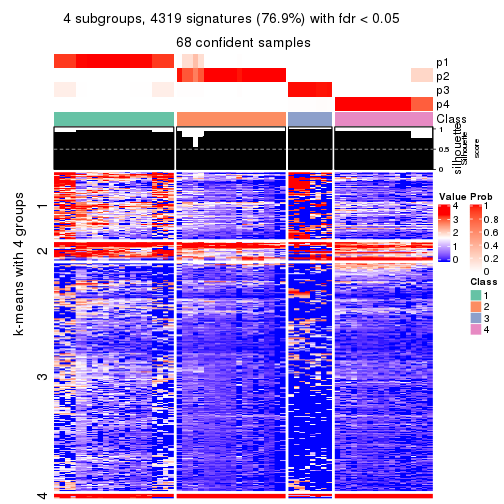 4 subgroups, 4319 signatures (76.9%) with fdr < 0.05
68 confident samples
p1
p2
p3
p4
Class
silhouette
1
0.5
0
Silhouette
score
k-means with 4 groups
1
2
3
4
Value
4
3
2
1
0
Prob
1
0.8
0.6
0.4
0.2
0
Class
1
2
3
4